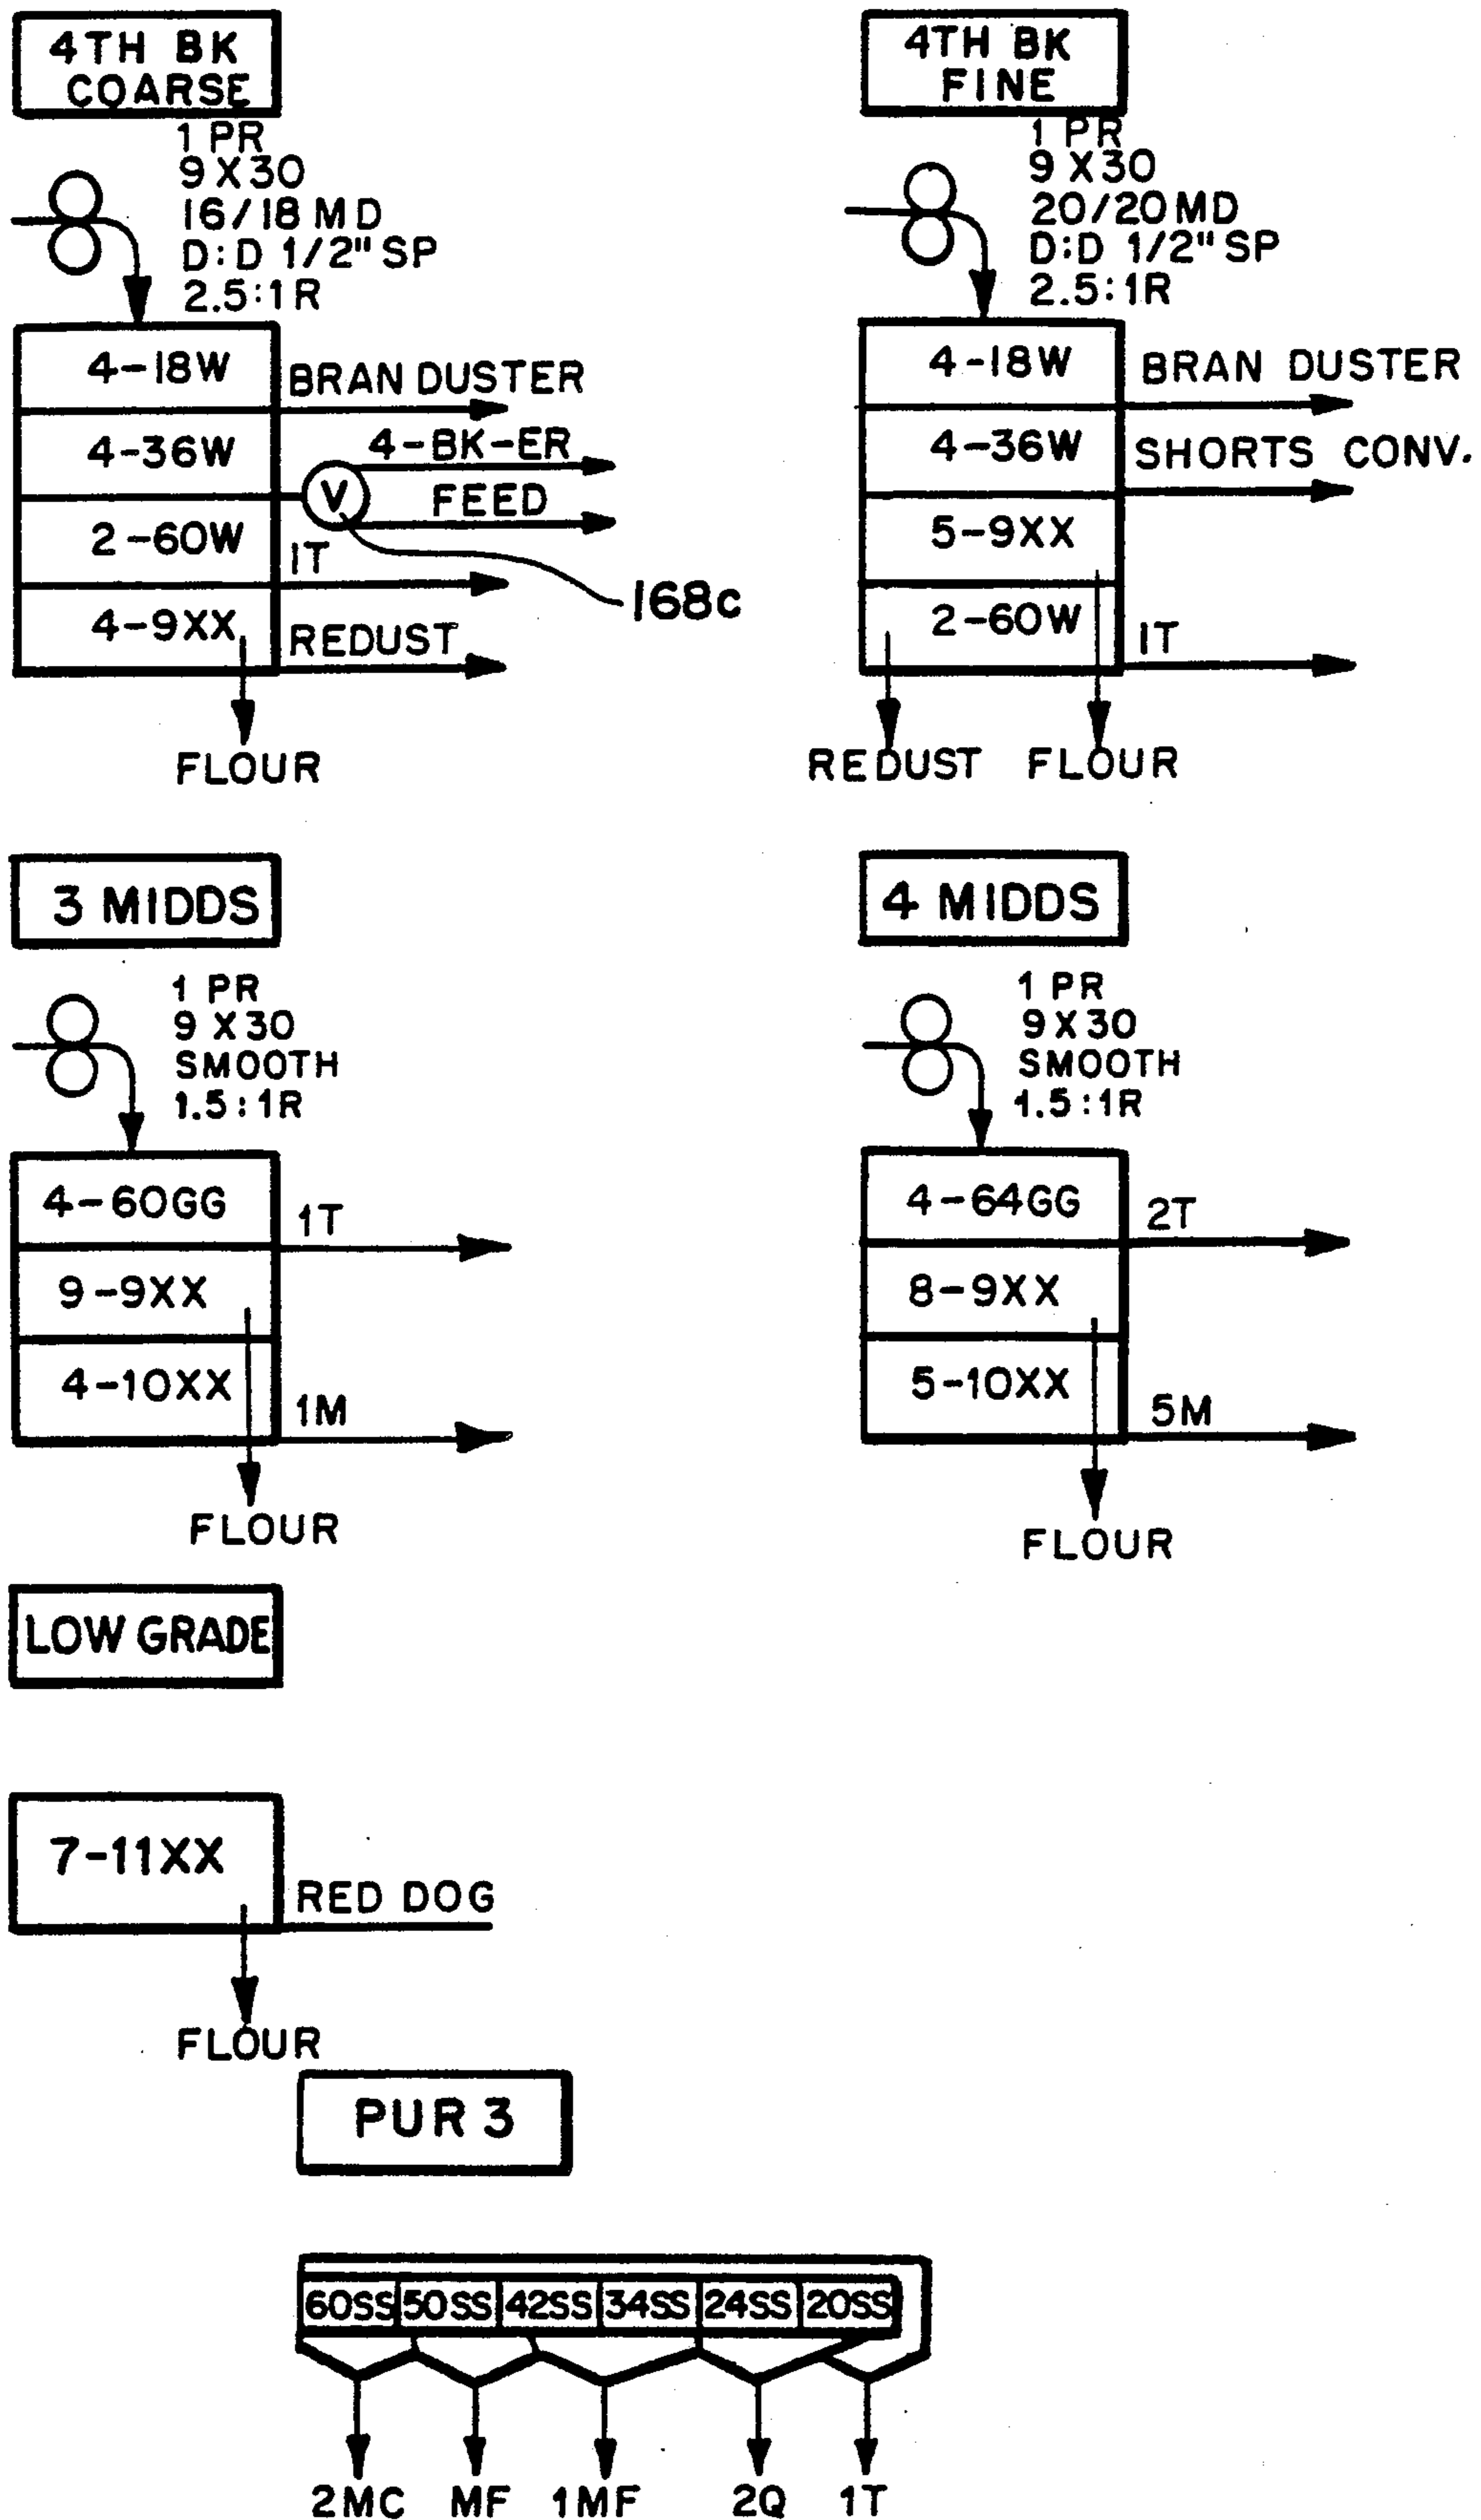 4TH BK
COARSE
1 PR
9X30
16/18 MD
D:D 1/2" SP
2.5:1R
4-18W
BRAN DUSTER
4-36W
4-BK-ER
V
FEED
2-60W
1T
168c
4-9XX
REDUST
FLOUR
4TH BK
FINE
1 PR
9X30
20/20MD
D:D 1/2" SP
2.5:1R
4-18W
BRAN DUSTER
4-36W
SHORTS CONV.
5-9XX
2-60W
1T
REDUST FLOUR
3 MIDDS
1 PR
9X30
SMOOTH
1.5:1R
4-60GG
1T
9-9XX
4-10XX
1M
FLOUR
4 MIDDS
1 PR
9X30
SMOOTH
1.5:1R
4-64GG
2T
8-9XX
5-10XX
5M
FLOUR
LOW GRADE
7-11XX
RED DOG
FLOUR
PUR 3
60SS 50SS 42SS 34SS 24SS 20SS
2MC MF 1MF 2Q 1T